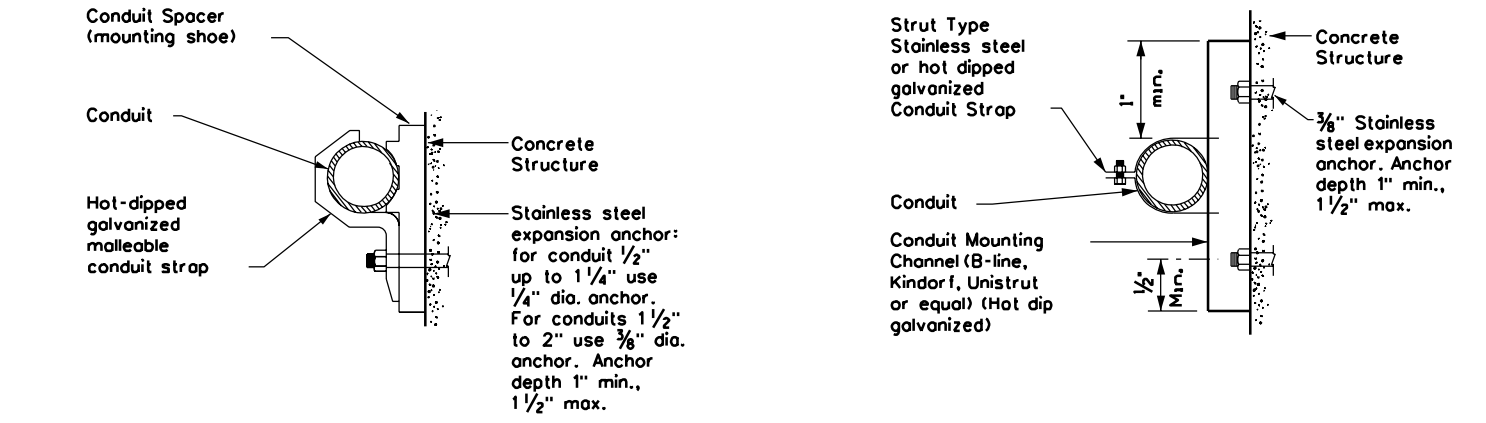 Conduit Spacer
(mounting shoe)
Conduit
Hot-dipped
galvanized
malleable
conduit strap
Concrete
Structure
Stainless steel
expansion anchor:
for conduit 1/2"
up to 1 1/4" use
1/4" dia. anchor.
For conduits 1 1/2"
to 2" use 3/8" dia.
anchor. Anchor
depth 1" min.,
1 1/2" max.
Strut Type
Stainless steel
or hot dipped
galvanized
Conduit Strap
1"
min.
Conduit
Conduit Mounting
Channel (B-line,
Kindorf, Unistrut
or equal) (Hot dip
galvanized)
1/2"
Min.
Concrete
Structure
3/8" Stainless
steel expansion
anchor. Anchor
depth 1" min.,
1 1/2" max.